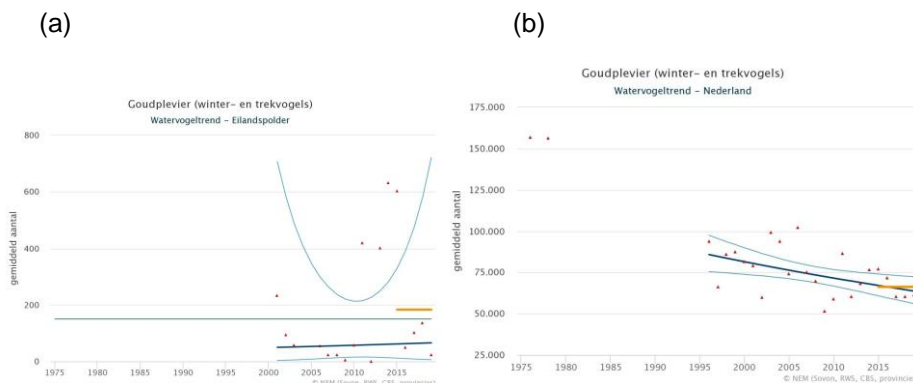 (a)
Goudplevier (winter- en trekvogels)
Watervogeltrend - Eilandspolder
800
600
400
200
0
gemiddeld aantal
1975 1980 1985 1990 1995 2000 2005 2010 2015
© NEM (Sovon, RWS, CBS, provincies)
(b)
Goudplevier (winter- en trekvogels)
Watervogeltrend - Nederland
175.000
150.000
125.000
100.000
75.000
50.000
25.000
gemiddeld aantal
1975 1980 1985 1990 1995 2000 2005 2010 2015
© NEM (Sovon, RWS, CBS, provincie